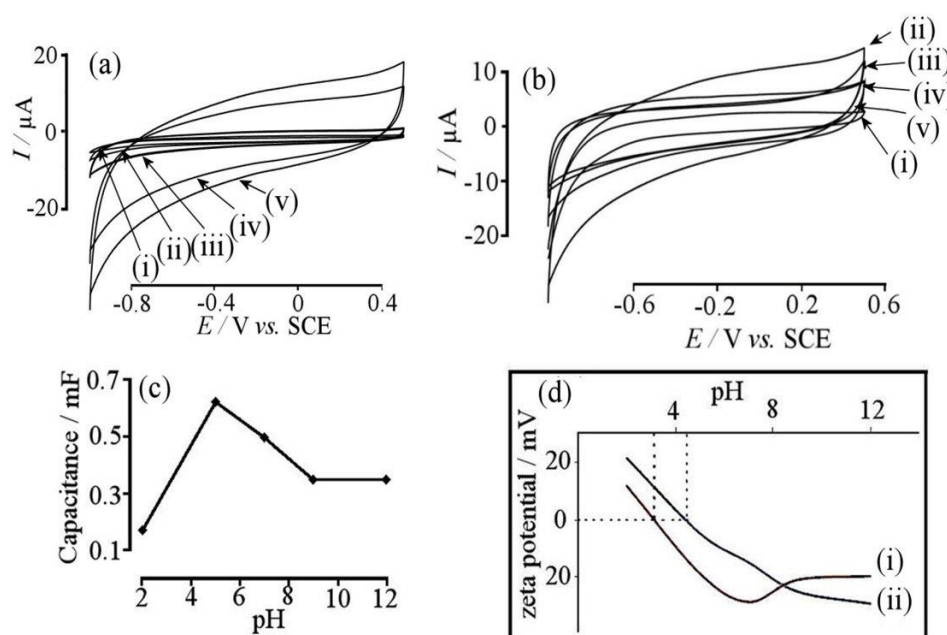 (a)
20
0
-20
I / μA
(i)
(ii)
(iii)
(iv)
(v)
-0.8
-0.4
0
0.4
E / V vs. SCE
(b)
10
0
-10
-20
I / μA
(ii)
(iii)
(iv)
(v)
(i)
-0.6
-0.2
0.2
0.6
E / V vs. SCE
(c)
0.7
0.5
0.3
0.1
Capacitance / mF
2
4
6
8
10
12
pH
(d)
pH
4
8
12
20
0
20
zeta potential / mV
(i)
(ii)